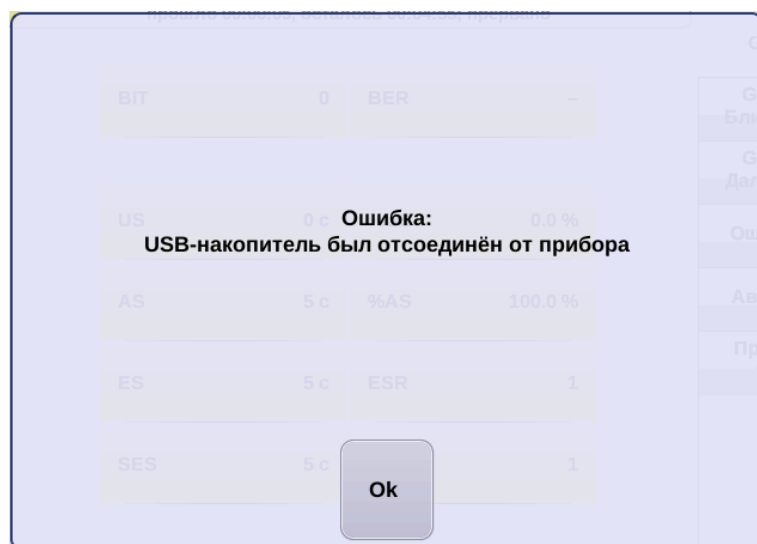 BIT 0 BER –
Ошибка:
US 0 с 0.0 %
USB-накопитель был отсоединён от прибора
AS 5 с %AS 100.0 %
ES 5 с ESR 1
SES 5 с 1
Ok